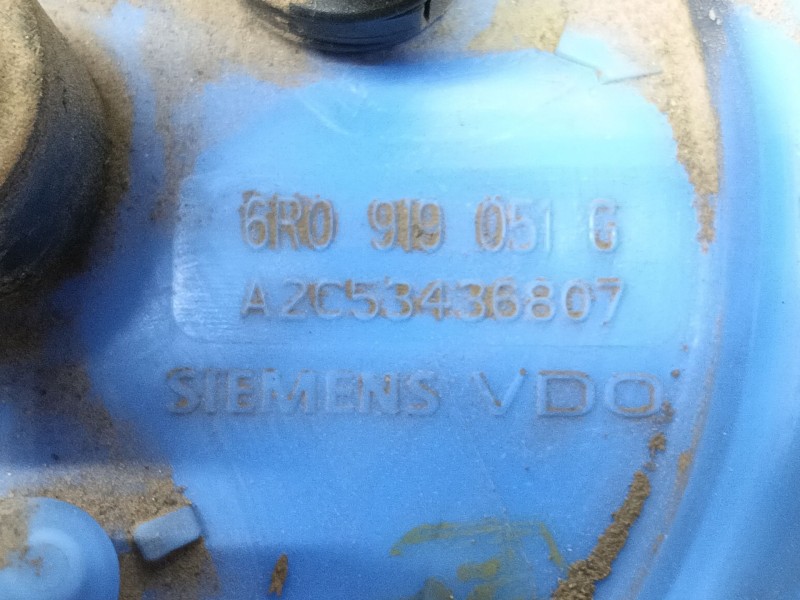 6R0 919 051 G
A2C53436807
SIEMENS VDO